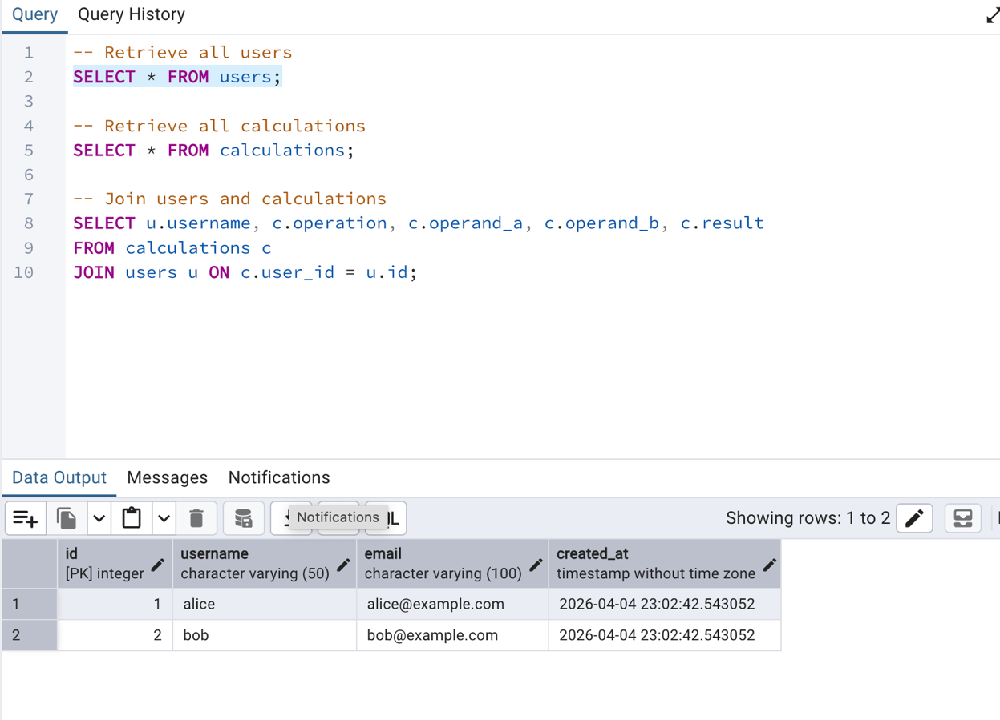 Query Query History
1 -- Retrieve all users
2 SELECT * FROM users;
3
4 -- Retrieve all calculations
5 SELECT * FROM calculations;
6
7 -- Join users and calculations
8 SELECT u.username, c.operation, c.operand_a, c.operand_b, c.result
9 FROM calculations c
10 JOIN users u ON c.user_id = u.id;
Data Output Messages Notifications
Notifications Showing rows: 1 to 2
id username email created_at
[PK] integer character varying (50) character varying (100) timestamp without time zone
1 1 alice alice@example.com 2026-04-04 23:02:42.543052
2 2 bob bob@example.com 2026-04-04 23:02:42.543052